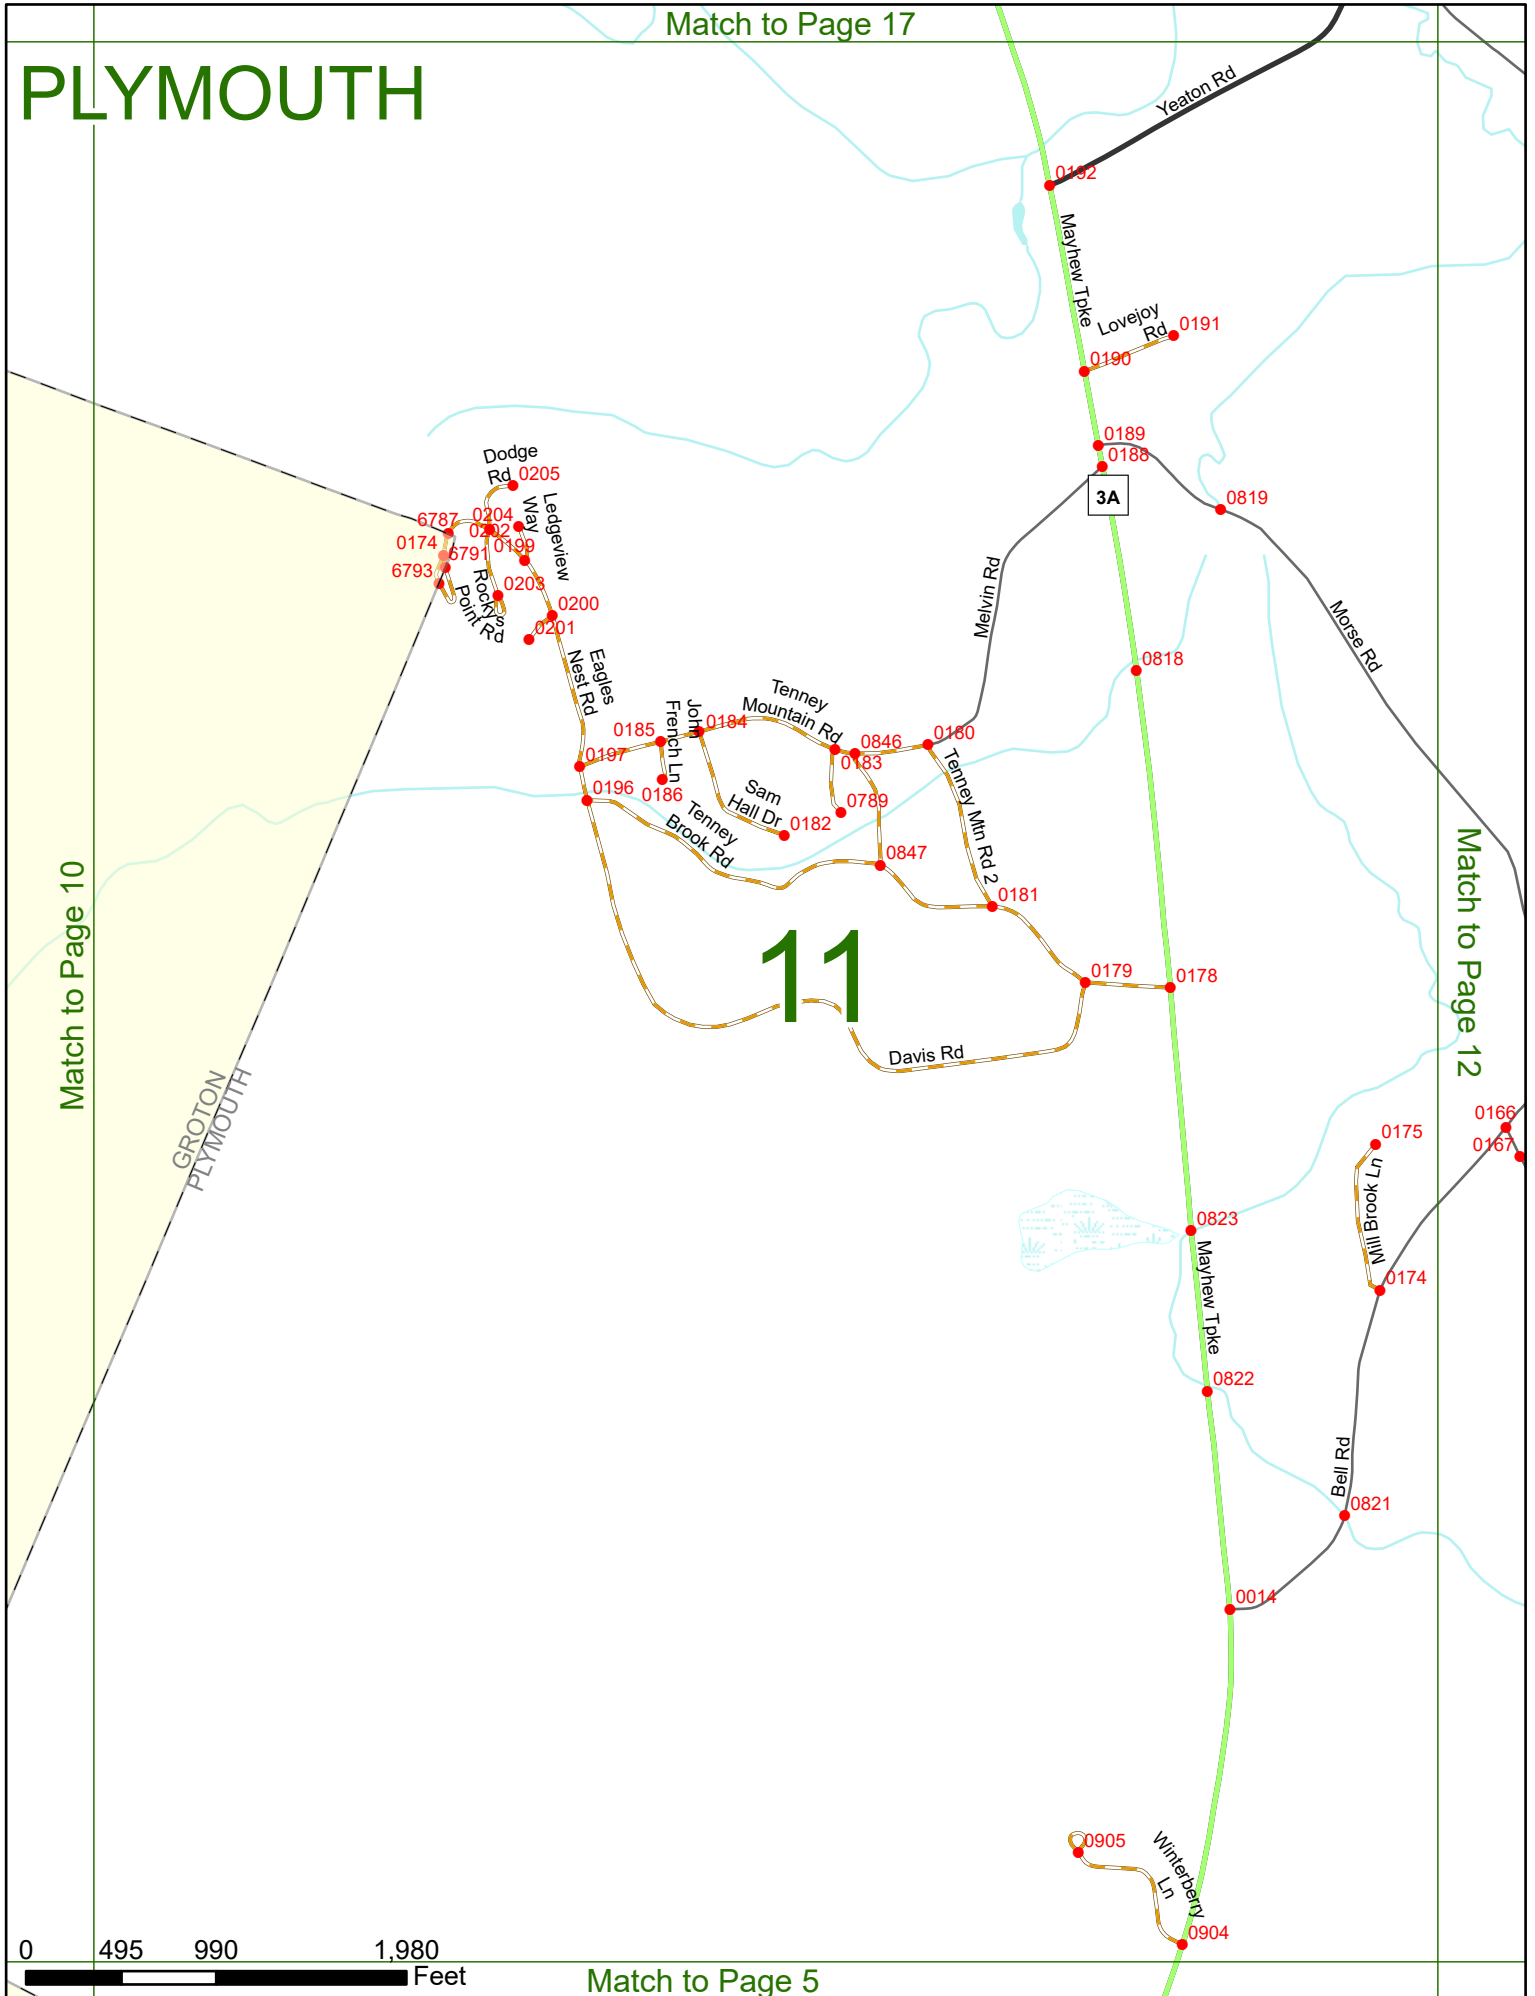 Match to Page 17
PLYMOUTH
Yeaton Rd
0192
Mayhew Tpke
Lovejoy
Rd
0191
0190
0189
0188
3A
0819
Dodge
Rd
0205
Ledgeview
Way
0204
6787
0202
0199
0174
6791
6793
Rockys
Point Rd
0203
0200
0201
Eagles
Nest Rd
Melvin Rd
Morse Rd
0818
Tenney
Mountain Rd
John
French Ln
0185
0184
0846
0180
0183
0197
0186
0196
Sam
Hall Dr
0182
0789
Tenney
Brook Rd
Tenney Mtn Rd 2
0847
0181
Match to Page 10
Match to Page 12
11
0179
0178
Davis Rd
GROTON
PLYMOUTH
0166
0175
0167
Mill Brook Ln
0823
0174
Mayhew Tpke
0822
Bell Rd
0821
0014
0905
Winterberry
Ln
0904
0 495 990 1,980
Feet
Match to Page 5